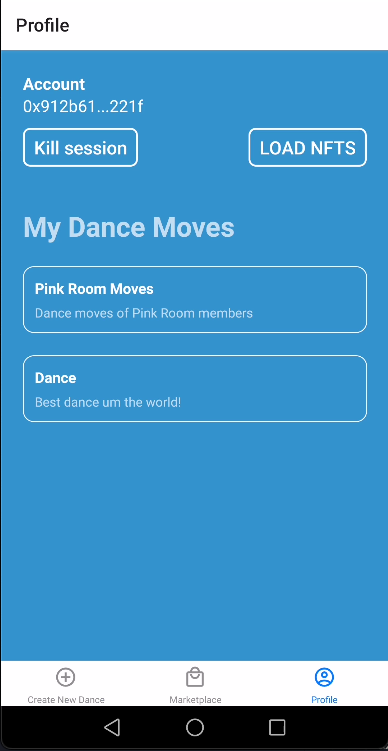 Profile
Account
0x912b61...221f
Kill session
LOAD NFTS
My Dance Moves
Pink Room Moves
Dance moves of Pink Room members
Dance
Best dance um the world!
Create New Dance
Marketplace
Profile